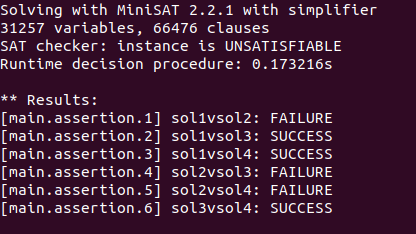 Solving with MiniSAT 2.2.1 with simplifier
31257 variables, 66476 clauses
SAT checker: instance is UNSATISFIABLE
Runtime decision procedure: 0.173216s
** Results:
[main.assertion.1] sol1vsol2: FAILURE
[main.assertion.2] sol1vsol3: SUCCESS
[main.assertion.3] sol1vsol4: SUCCESS
[main.assertion.4] sol2vsol3: FAILURE
[main.assertion.5] sol2vsol4: FAILURE
[main.assertion.6] sol3vsol4: SUCCESS